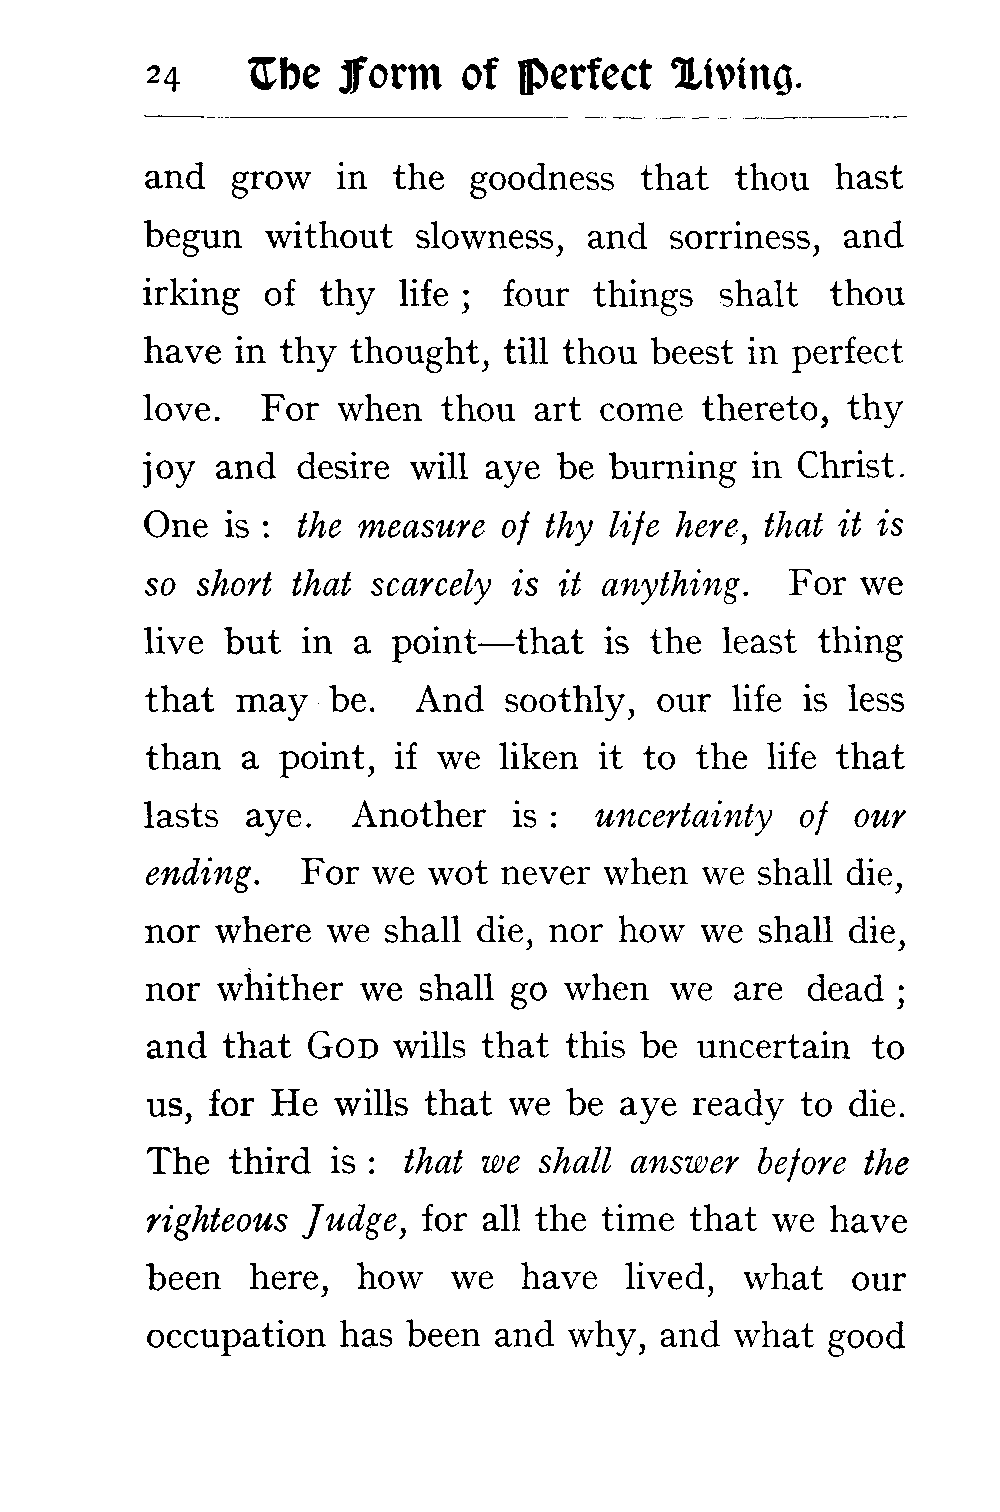 24 The Form of Perfect Living.
and grow in the goodness that thou hast
begun without slowness, and sorriness, and
irking of thy life ; four things shalt thou
have in thy thought, till thou beest in perfect
love. For when thou art come thereto, thy
joy and desire will aye be burning in Christ.
One is : the measure of thy life here, that it is
so short that scarcely is it anything. For we
live but in a point—that is the least thing
that may be. And soothly, our life is less
than a point, if we liken it to the life that
lasts aye. Another is : uncertainty of our
ending. For we wot never when we shall die,
nor where we shall die, nor how we shall die,
nor whither we shall go when we are dead ;
and that GOD wills that this be uncertain to
us, for He wills that we be aye ready to die.
The third is : that we shall answer before the
righteous Judge, for all the time that we have
been here, how we have lived, what our
occupation has been and why, and what good